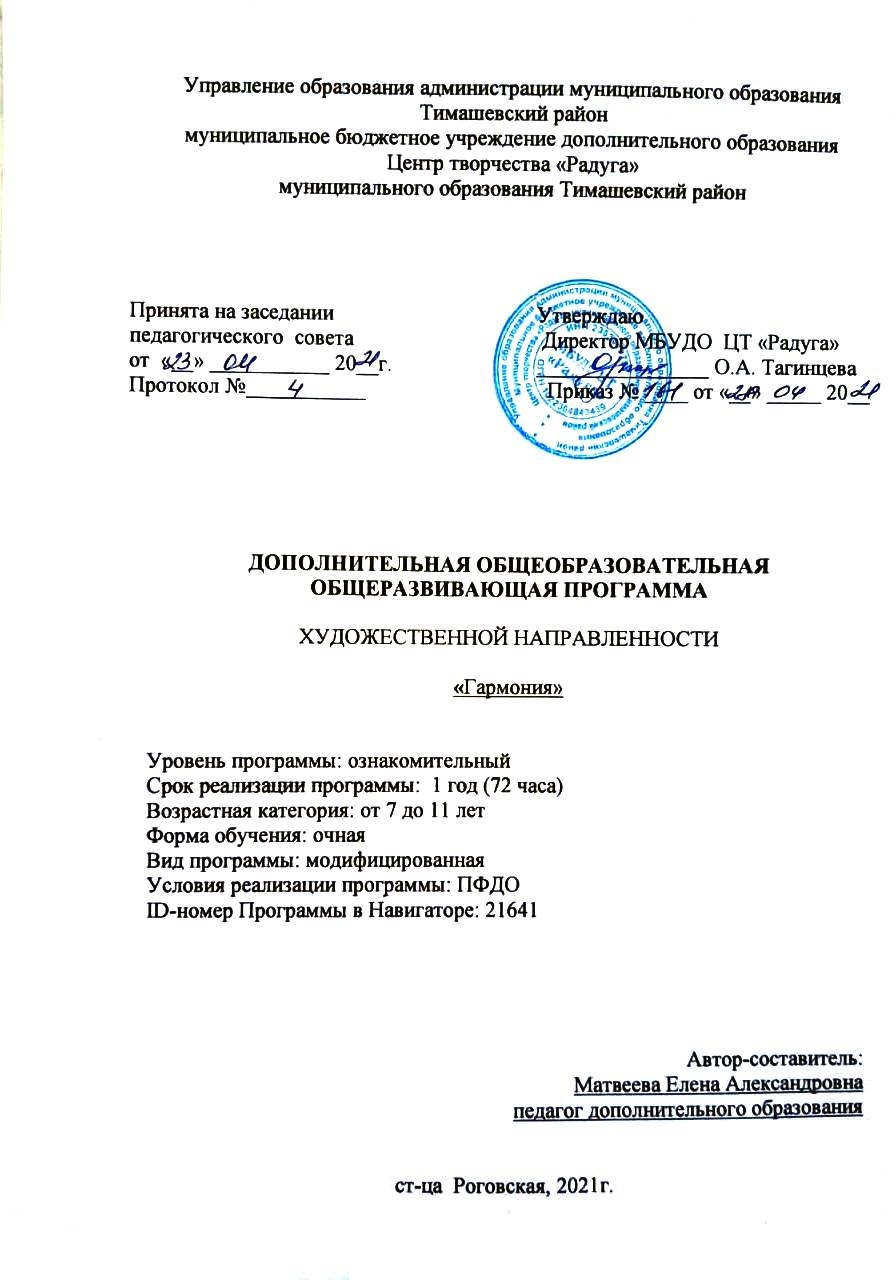 Управление образования администрации муниципального образования
Тимашевский район
муниципальное бюджетное учреждение дополнительного образования
Центр творчества «Радуга»
муниципального образования Тимашевский район
Принята на заседании
педагогического совета
от «23» 04 2021г.
Протокол № 4
Утверждаю
Директор МБУДО ЦТ «Радуга»
О.А. Тагинцева
Приказ № от « » 04 2021
ДОПОЛНИТЕЛЬНАЯ ОБЩЕОБРАЗОВАТЕЛЬНАЯ
ОБЩЕРАЗВИВАЮЩАЯ ПРОГРАММА
ХУДОЖЕСТВЕННОЙ НАПРАВЛЕННОСТИ
«Гармония»
Уровень программы: ознакомительный
Срок реализации программы: 1 год (72 часа)
Возрастная категория: от 7 до 11 лет
Форма обучения: очная
Вид программы: модифицированная
Условия реализации программы: ПФДО
ID-номер Программы в Навигаторе: 21641
Автор-составитель:
Матвеева Елена Александровна
педагог дополнительного образования
ст-ца Роговская, 2021г.